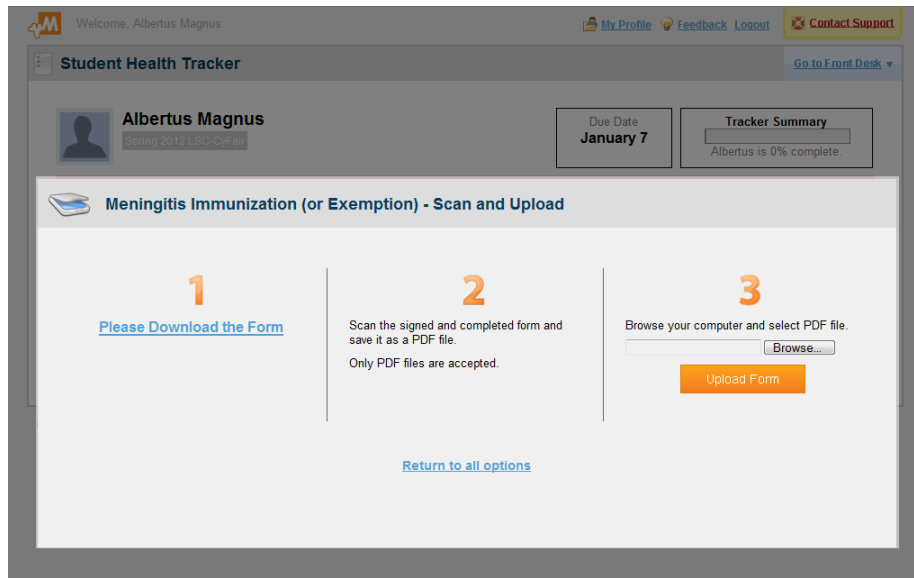 M
Welcome, Albertus Magnus
My Profile Feedback Logout Contact Support
Student Health Tracker
Go to Front Desk
Albertus Magnus
Spring 2012 LSC-CyFair
Due Date
January 7
Tracker Summary
Albertus is 0% complete.
Meningitis Immunization (or Exemption) - Scan and Upload
1
Please Download the Form
2
Scan the signed and completed form and
save it as a PDF file.
Only PDF files are accepted.
3
Browse your computer and select PDF file.
Browse...
Upload Form
Return to all options